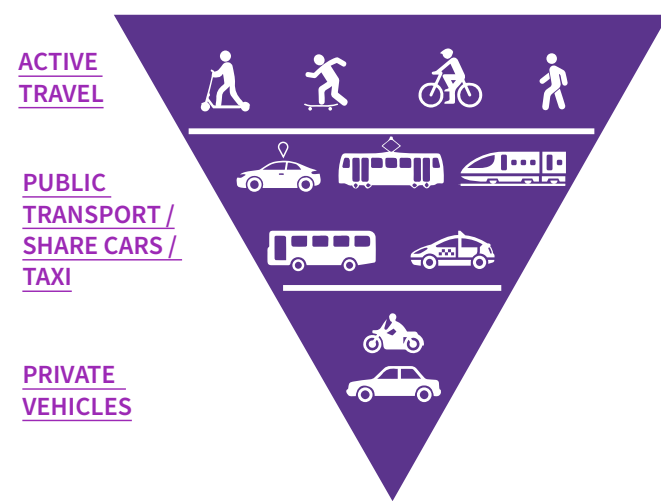 ACTIVE
TRAVEL
PUBLIC
TRANSPORT /
SHARE CARS /
TAXI
PRIVATE
VEHICLES